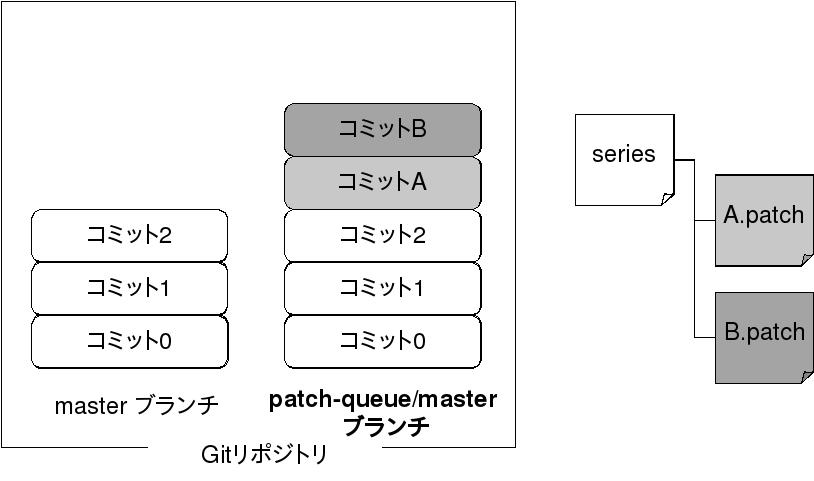 コミット2
コミット1
コミット0
master ブランチ
コミットB
コミットA
コミット2
コミット1
コミット0
patch-queue/master
ブランチ
Gitリポジトリ
series
A.patch
B.patch